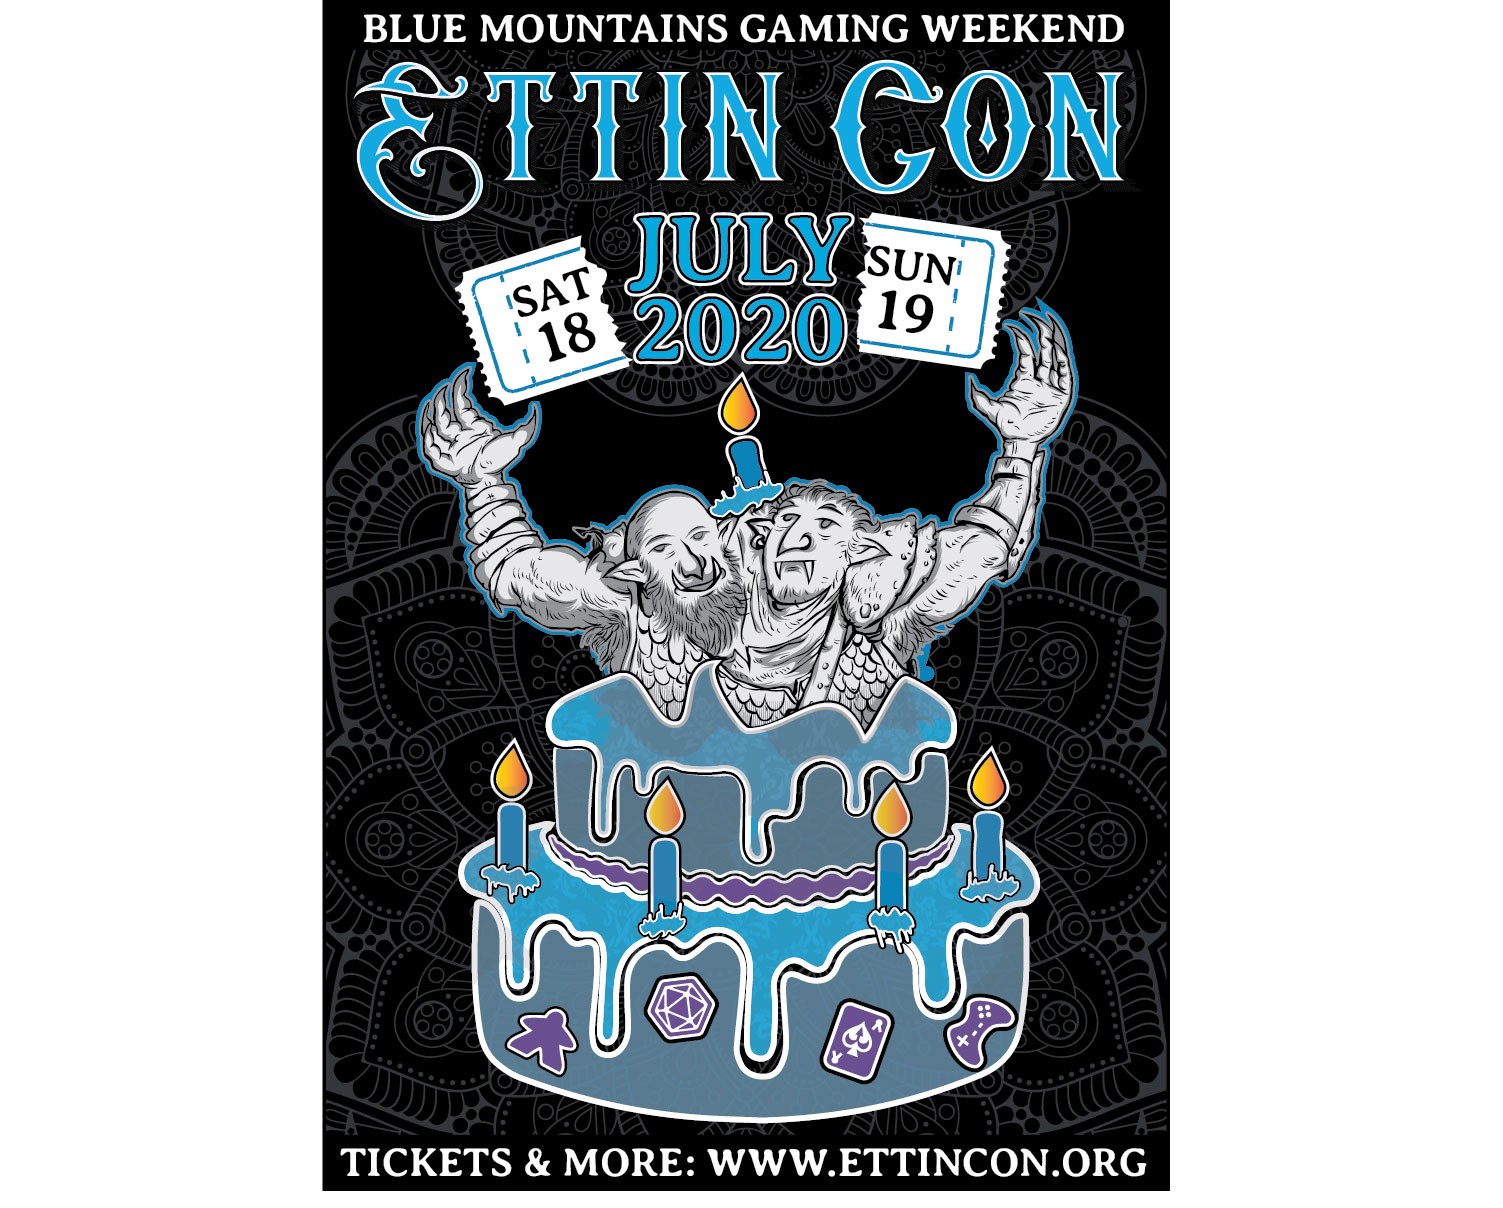 BLUE MOUNTAINS GAMING WEEKEND
ETTIN CON
JULY
2020
SAT
18
SUN
19
TICKETS & MORE: WWW.ETTINCON.ORG